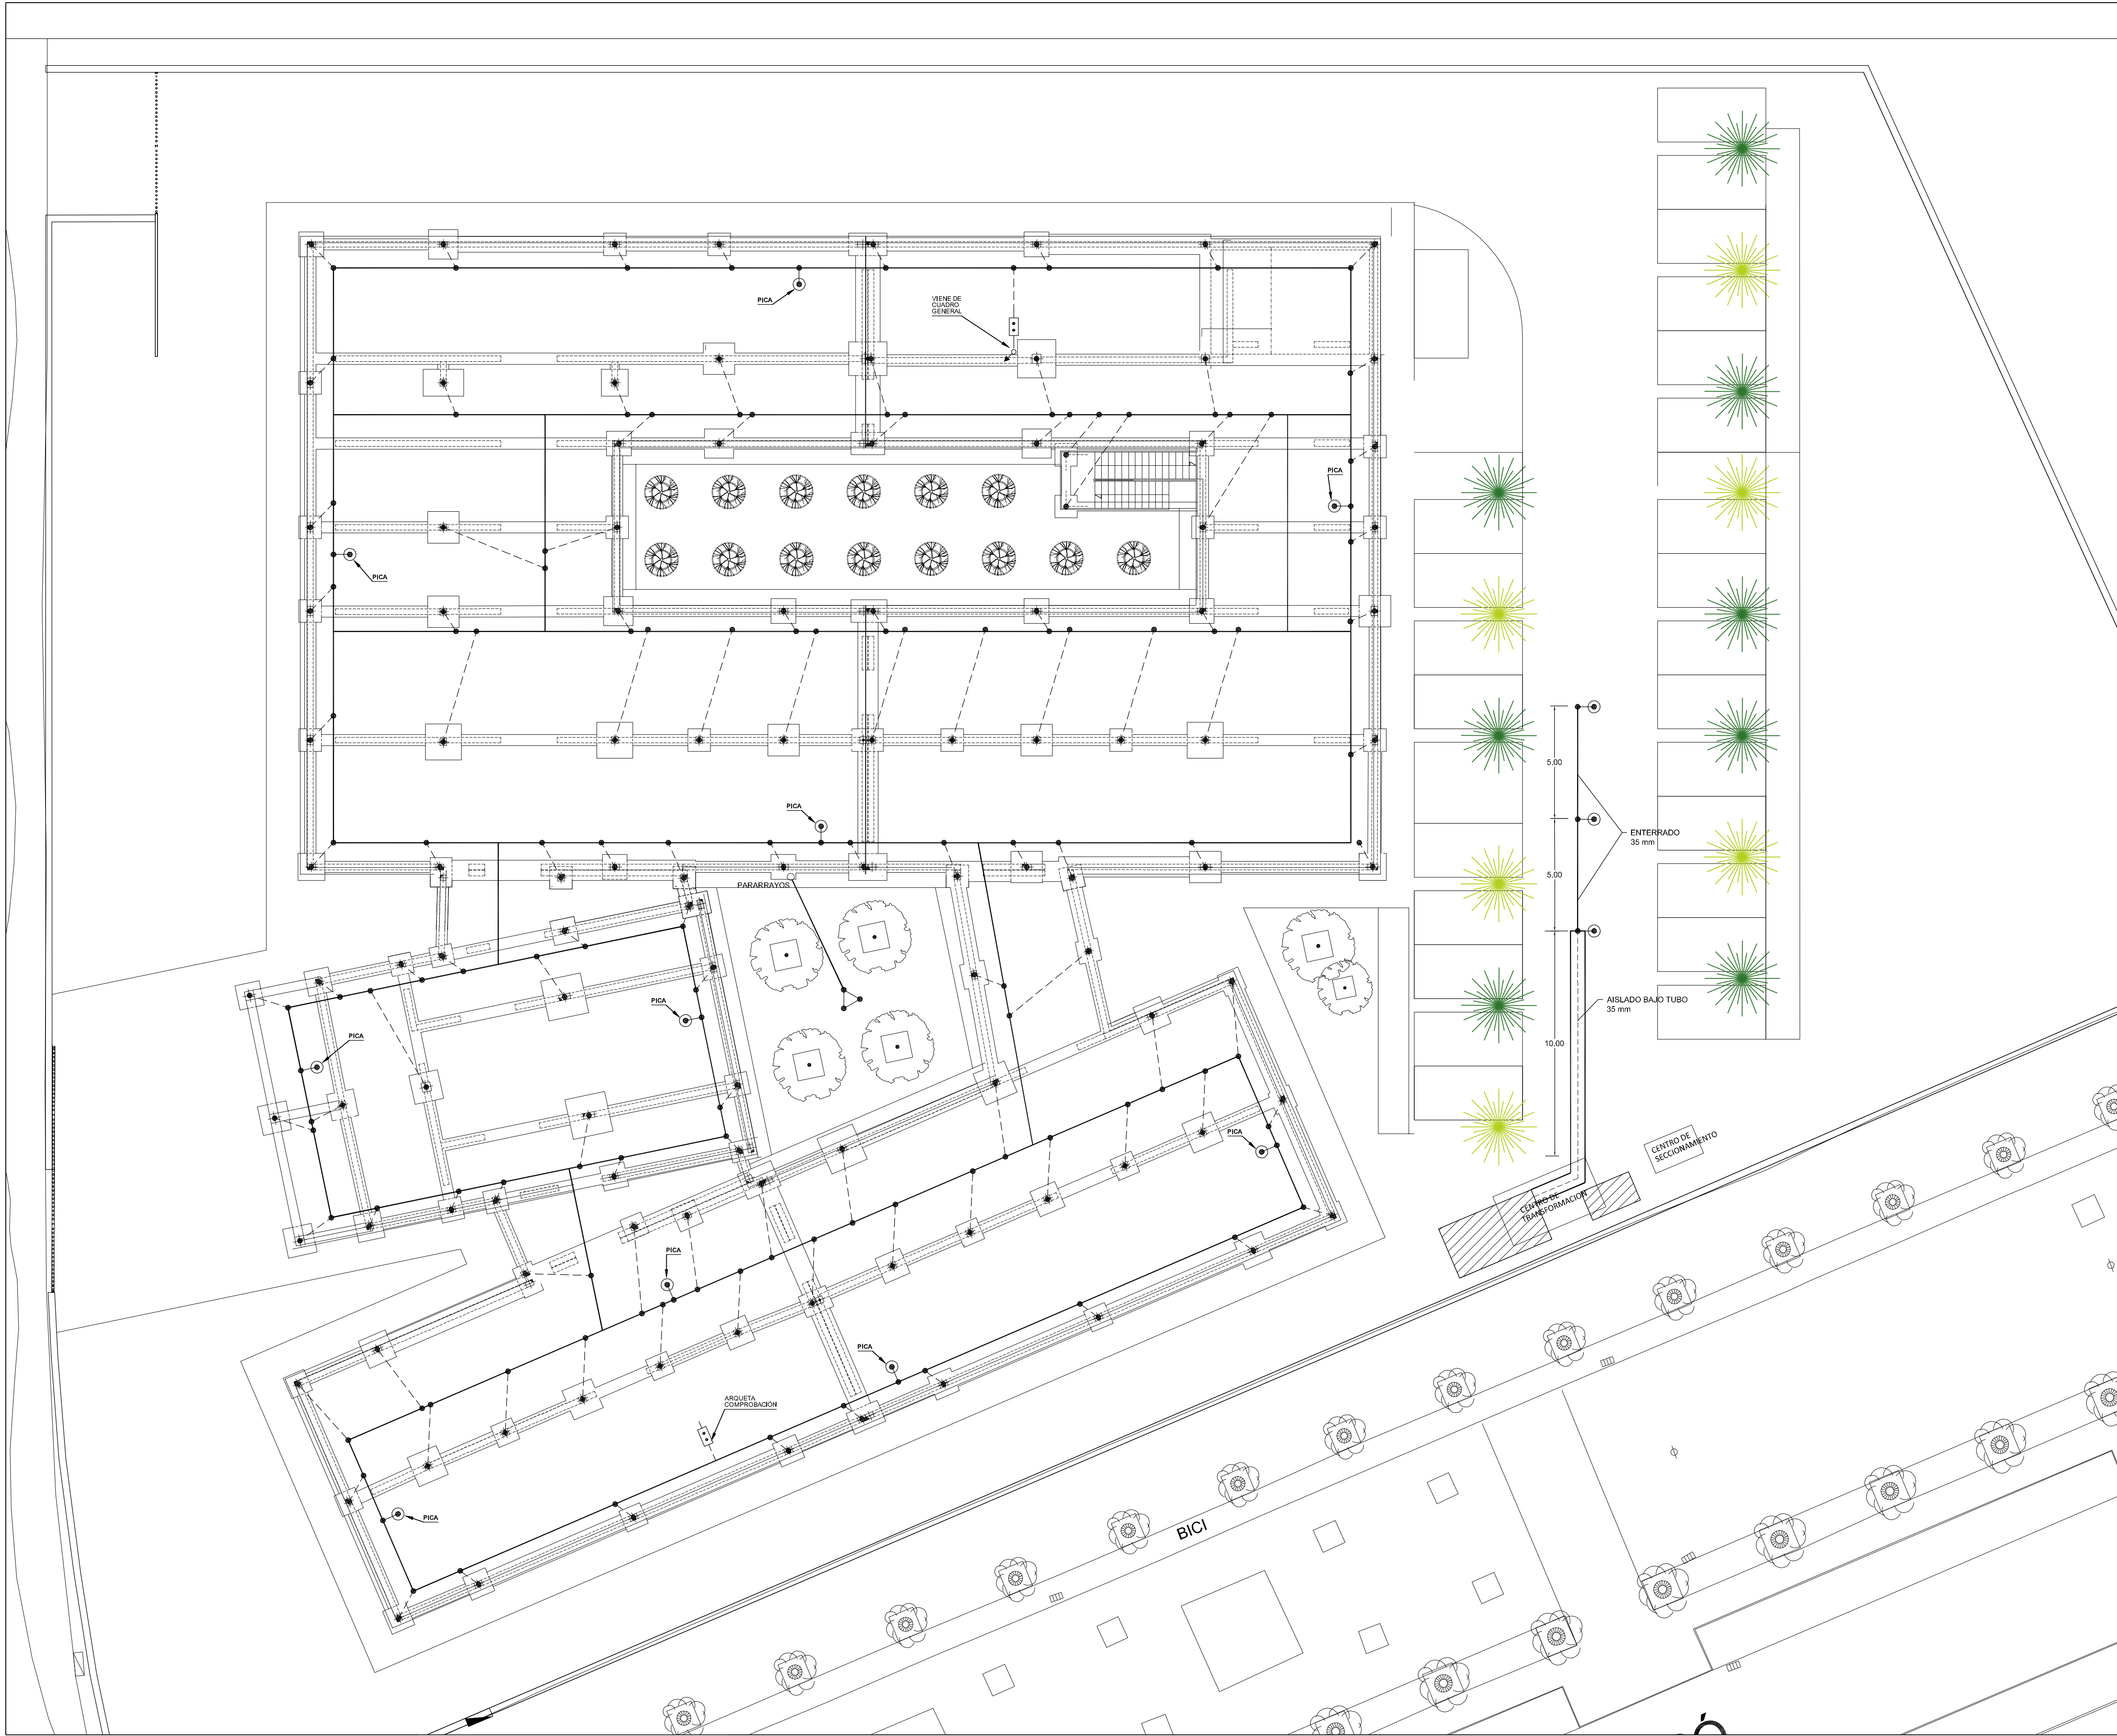 PICA
VIENE DE
CUADRO
GENERAL
PICA
PICA
PICA
5.00
ENTERRADO
35 mm
5.00
PARARRAYOS
AISLADO BAJO TUBO
35 mm
PICA
PICA
10.00
PICA
CENTRO DE
SECCIONAMIENTO
CENTRO DE
TRANSFORMACION
PICA
PICA
ARQUETA
COMPROBACIÓN
PICA
BICI